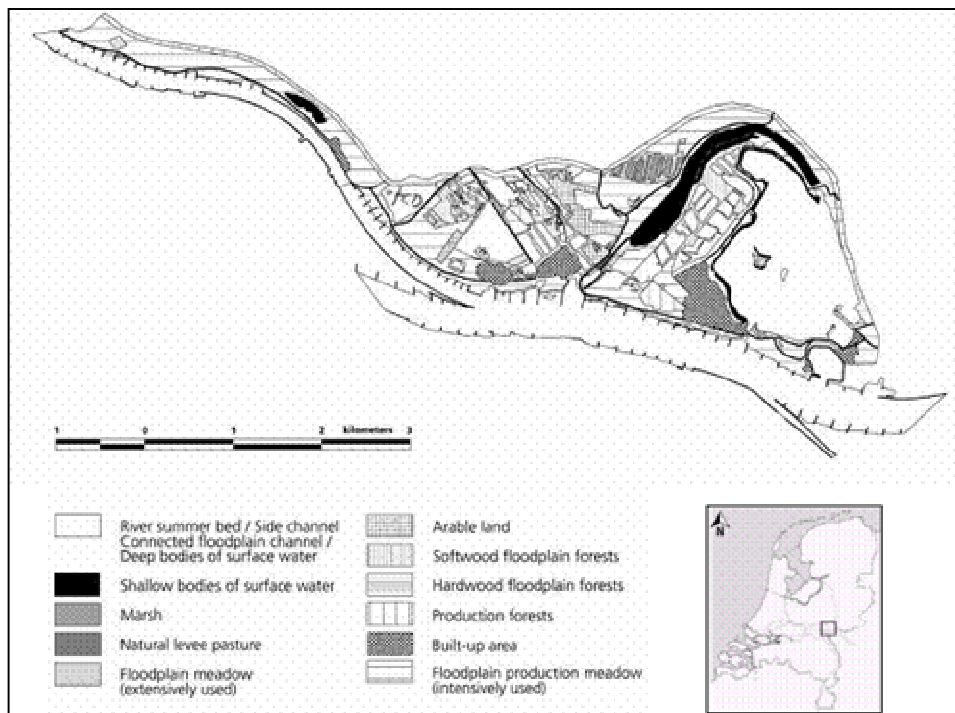 1 0 1 2 kilometers 3
River summer bed / Side channel
Connected floodplain channel /
Deep bodies of surface water
Shallow bodies of surface water
Marsh
Natural levee pasture
Floodplain meadow
(extensively used)
Arable land
Softwood floodplain forests
Hardwood floodplain forests
Production forests
Built-up area
Floodplain production meadow
(intensively used)
N